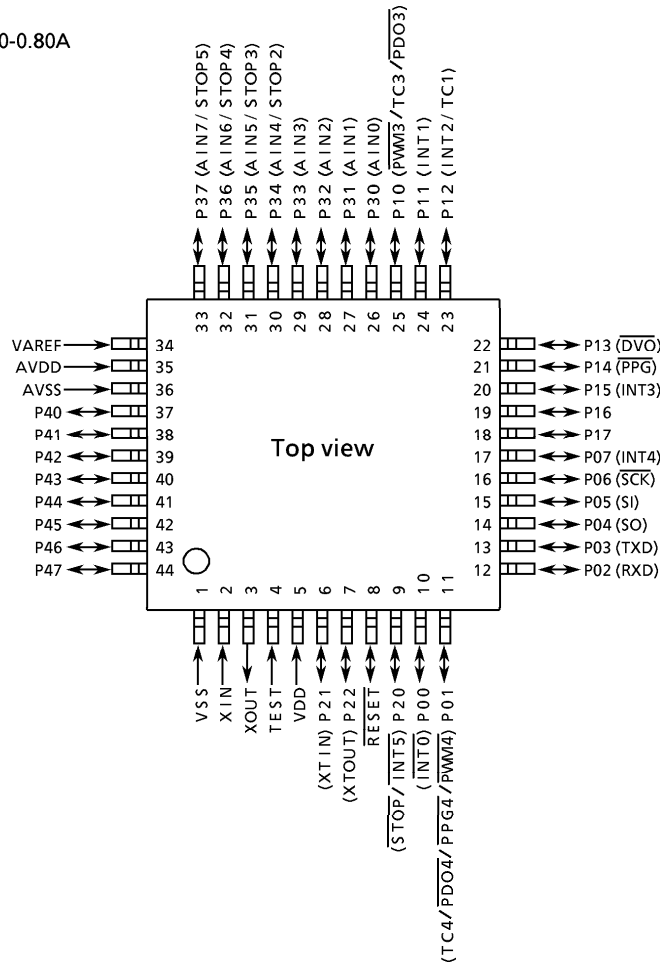 0-0.80A
P37 (AIN7/STOP5)
P36 (AIN6/STOP4)
P35 (AIN5/STOP3)
P34 (AIN4/STOP2)
P33 (AIN3)
P32 (AIN2)
P31 (AIN1)
P30 (AIN0)
P10 (PWM3/TC3/PDO3)
P11 (INT1)
P12 (INT2/TC1)
33 32 31 30 29 28 27 26 25 24 23
VAREF 34
AVDD 35
AVSS 36
P40 37
P41 38
P42 39
P43 40
P44 41
P45 42
P46 43
P47 44
Top view
22 P13 (DVO)
21 P14 (PPG)
20 P15 (INT3)
19 P16
18 P17
17 P07 (INT4)
16 P06 (SCK)
15 P05 (SI)
14 P04 (SO)
13 P03 (TXD)
12 P02 (RXD)
1 2 3 4 5 6 7 8 9 10 11
VSS
XIN
XOUT
TEST
VDD
(XTIN) P21
(XTOUT) P22
RESET
(STOP/INT5) P20
(INT0) P00
(TC4/PDO4/PPG4/PWM4) P01